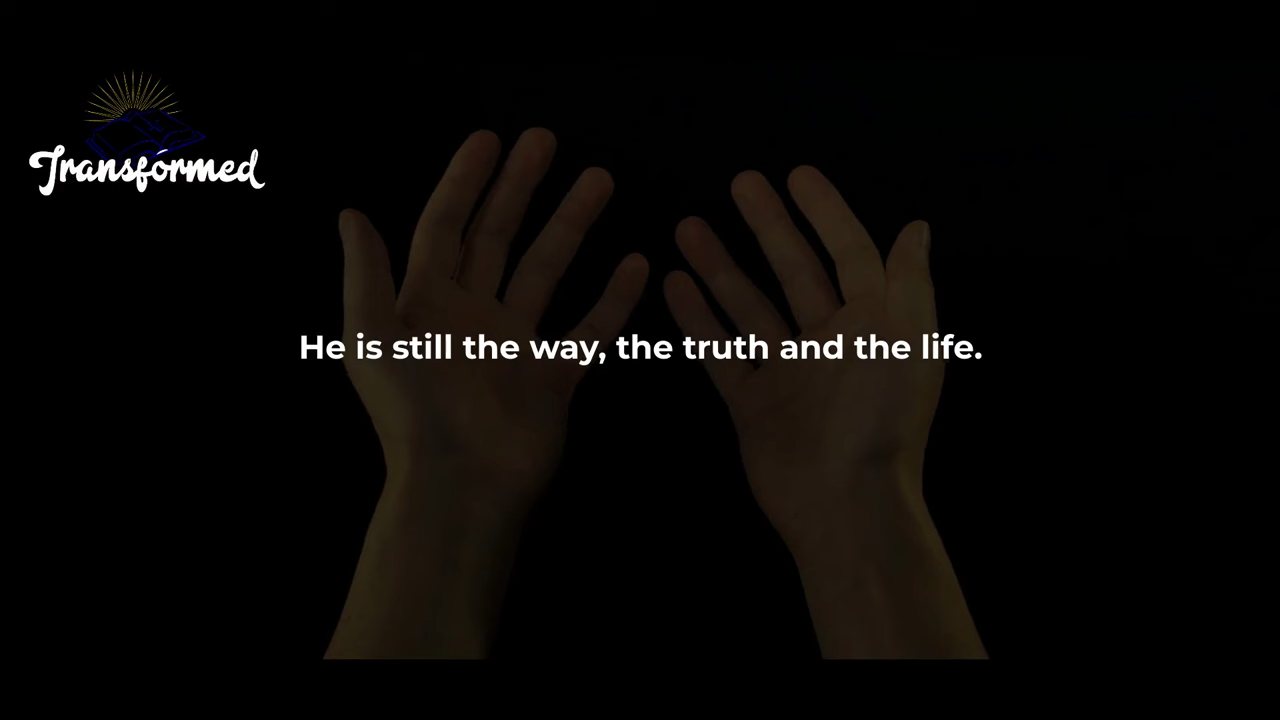 Transformed
He is still the way, the truth and the life.